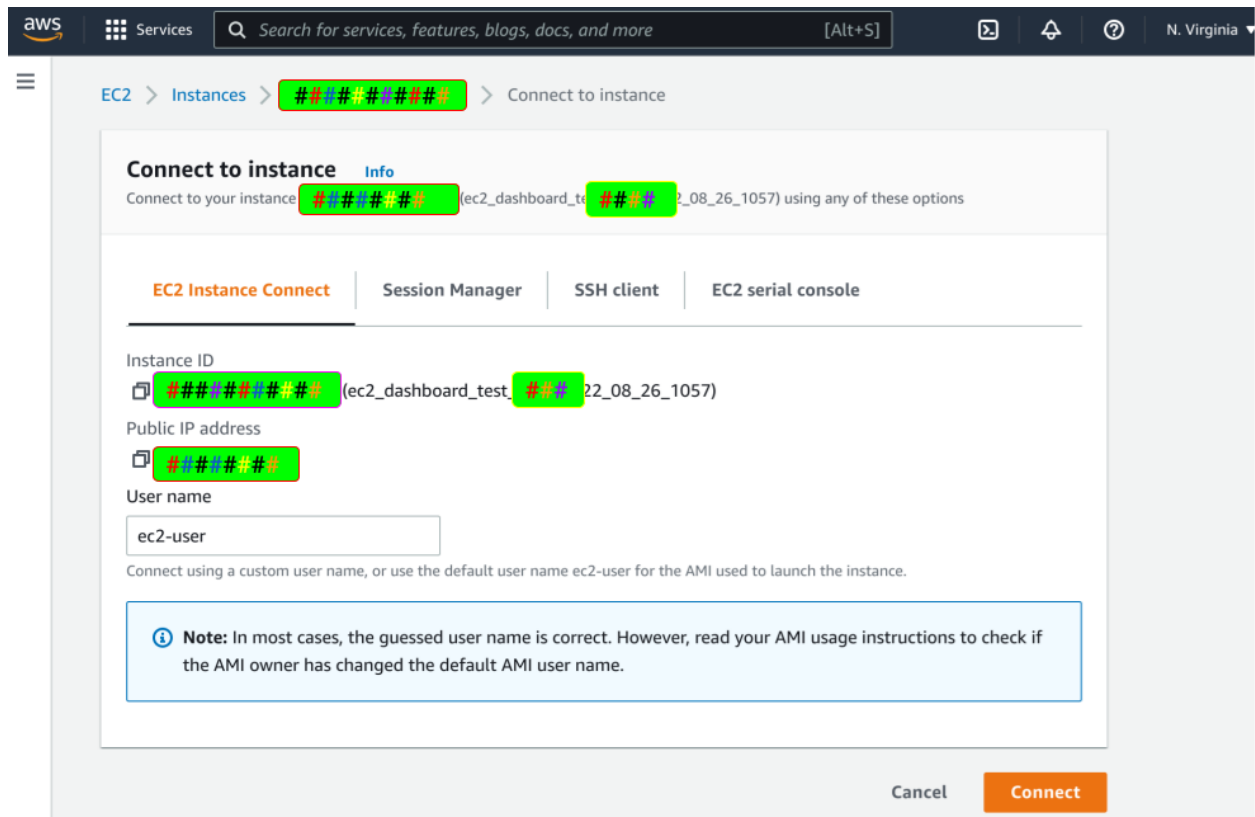 aws Services Search for services, features, blogs, docs, and more [Alt+S] N. Virginia
EC2 > Instances > ########### > Connect to instance
Connect to instance Info
Connect to your instance ######## (ec2_dashboard_te #### 2_08_26_1057) using any of these options
EC2 Instance Connect Session Manager SSH client EC2 serial console
Instance ID
########### (ec2_dashboard_test_ ### 22_08_26_1057)
Public IP address
########
User name
ec2-user
Connect using a custom user name, or use the default user name ec2-user for the AMI used to launch the instance.
Note: In most cases, the guessed user name is correct. However, read your AMI usage instructions to check if
the AMI owner has changed the default AMI user name.
Cancel Connect